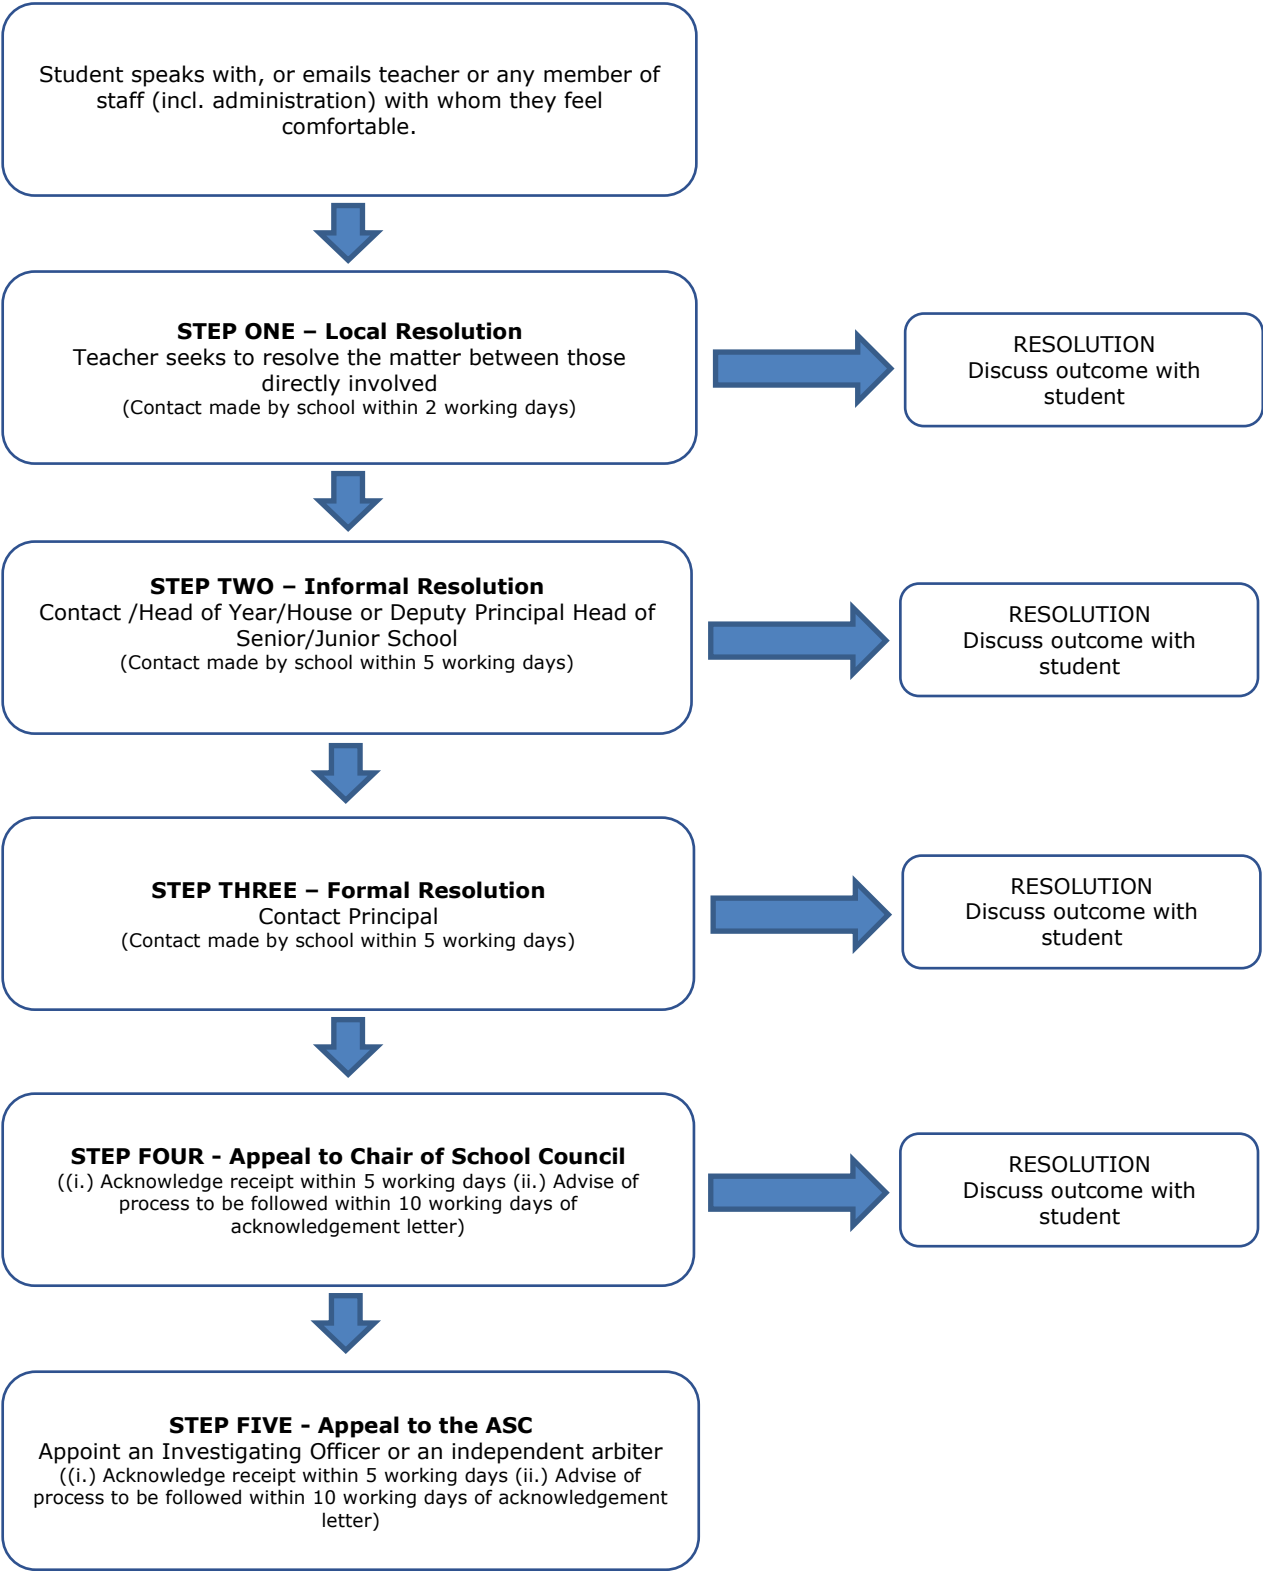 Student speaks with, or emails teacher or any member of
staff (incl. administration) with whom they feel
comfortable.
STEP ONE – Local Resolution
Teacher seeks to resolve the matter between those
directly involved
(Contact made by school within 2 working days)
RESOLUTION
Discuss outcome with
student
STEP TWO – Informal Resolution
Contact /Head of Year/House or Deputy Principal Head of
Senior/Junior School
(Contact made by school within 5 working days)
RESOLUTION
Discuss outcome with
student
STEP THREE – Formal Resolution
Contact Principal
(Contact made by school within 5 working days)
RESOLUTION
Discuss outcome with
student
STEP FOUR - Appeal to Chair of School Council
((i.) Acknowledge receipt within 5 working days (ii.) Advise of
process to be followed within 10 working days of
acknowledgement letter)
RESOLUTION
Discuss outcome with
student
STEP FIVE - Appeal to the ASC
Appoint an Investigating Officer or an independent arbiter
((i.) Acknowledge receipt within 5 working days (ii.) Advise of
process to be followed within 10 working days of acknowledgement
letter)